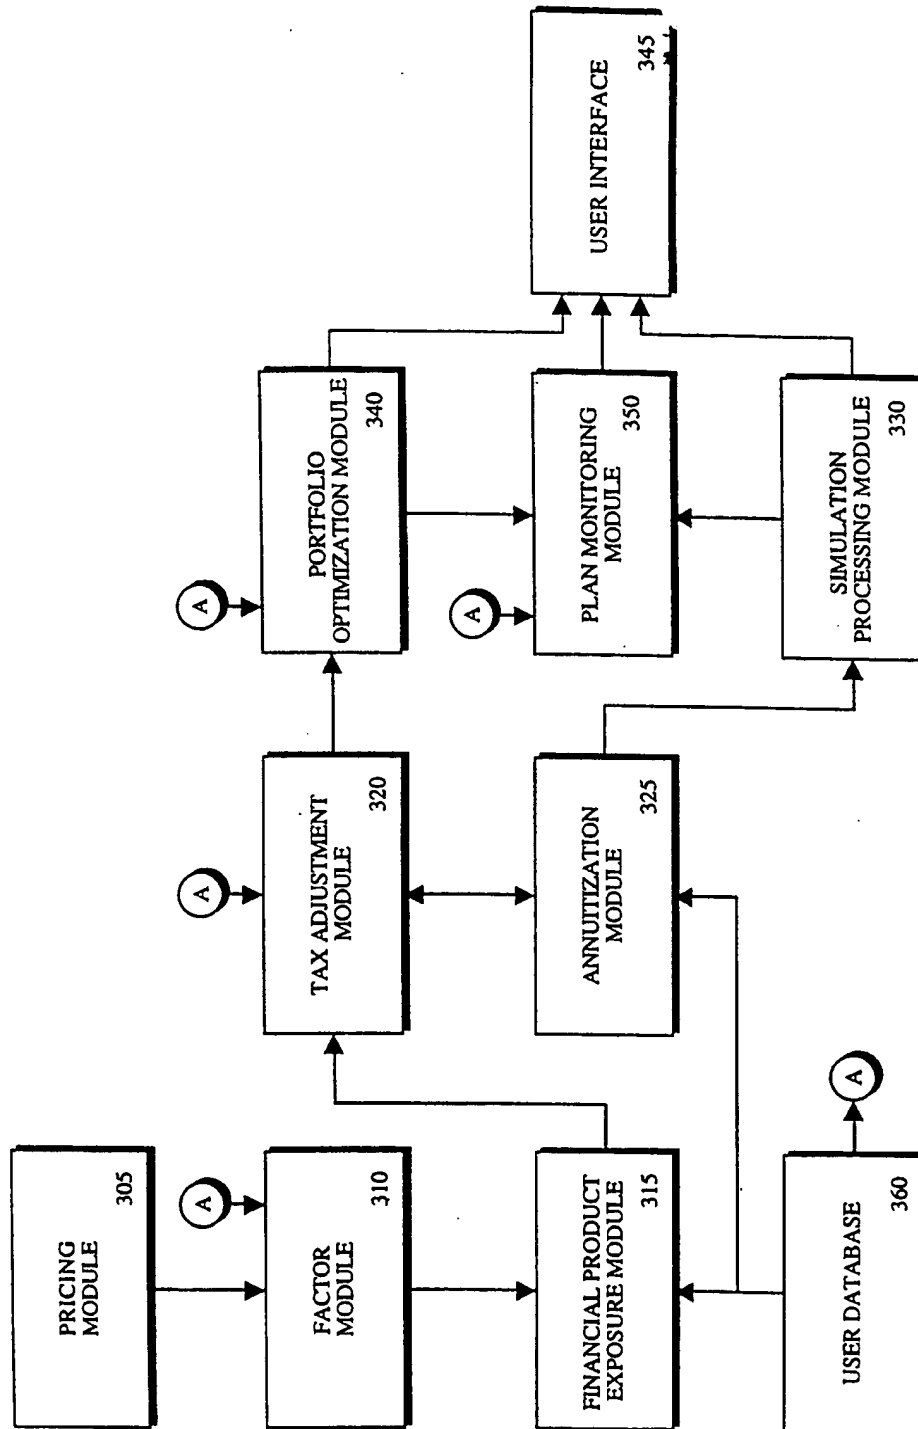 PRICING
MODULE
305
A
FACTOR
MODULE
310
FINANCIAL PRODUCT
EXPOSURE MODULE
315
USER DATABASE
360
A
A
TAX ADJUSTMENT
MODULE
320
ANNUITIZATION
MODULE
325
A
PORTFOLIO
OPTIMIZATION MODULE
340
A
PLAN MONITORING
MODULE
350
SIMULATION
PROCESSING MODULE
330
USER INTERFACE
345